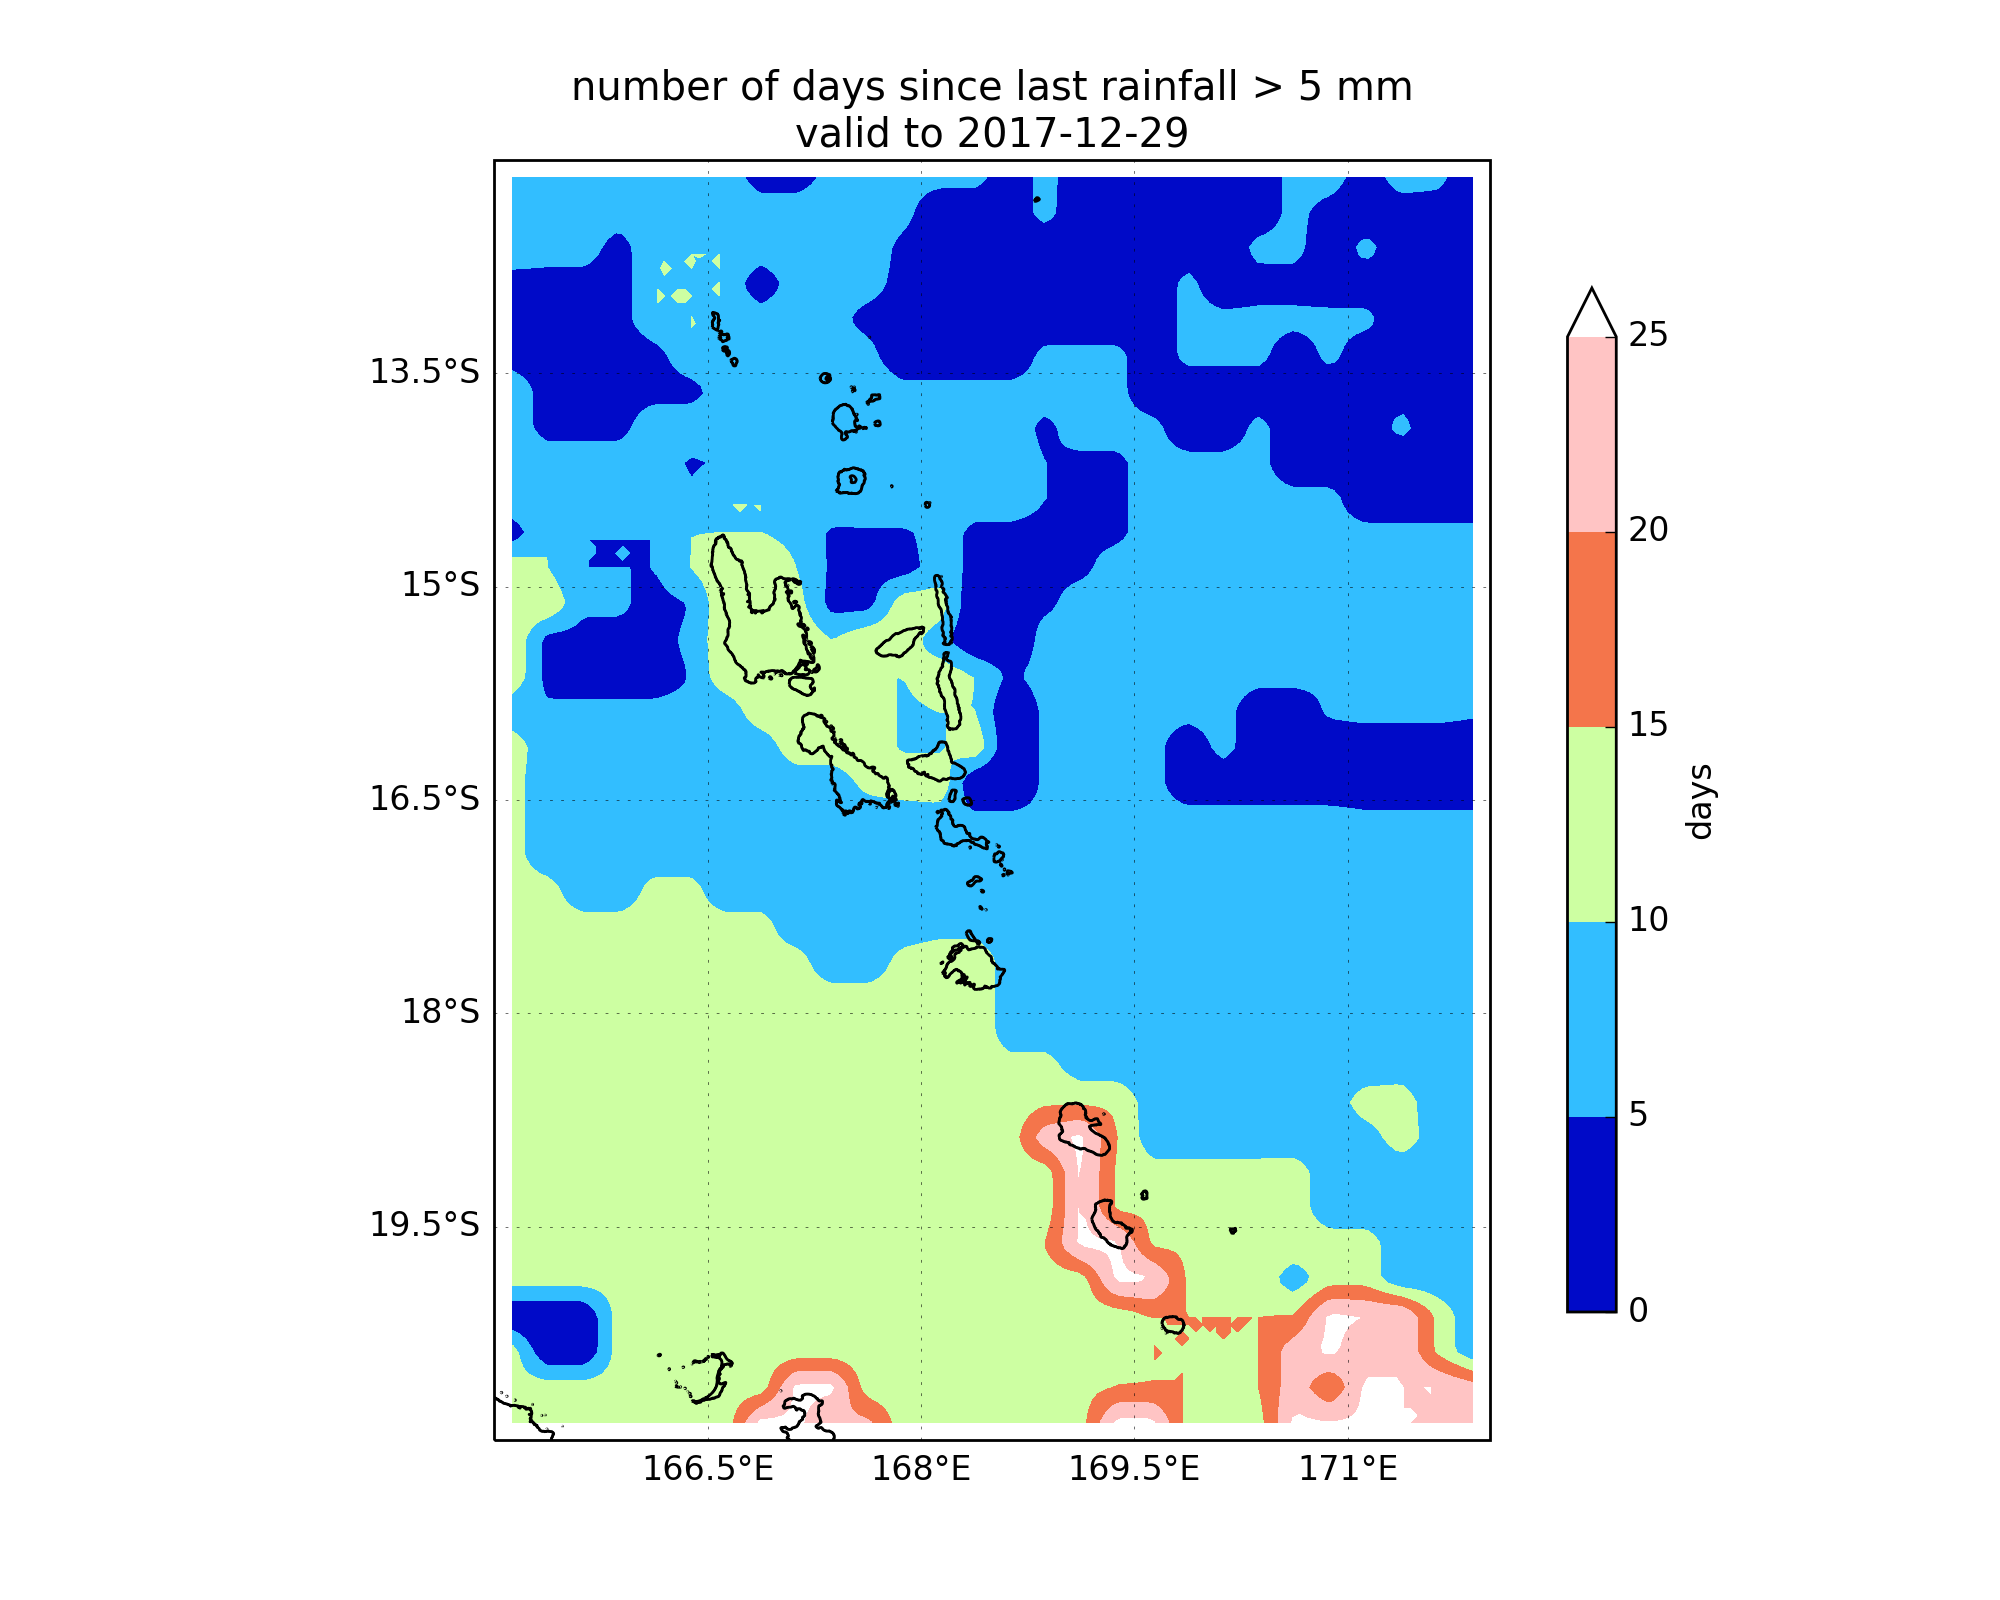 number of days since last rainfall > 5 mm
valid to 2017-12-29
13.5°S
15°S
16.5°S
18°S
19.5°S
166.5°E
168°E
169.5°E
171°E
25
20
15
10
5
0
days